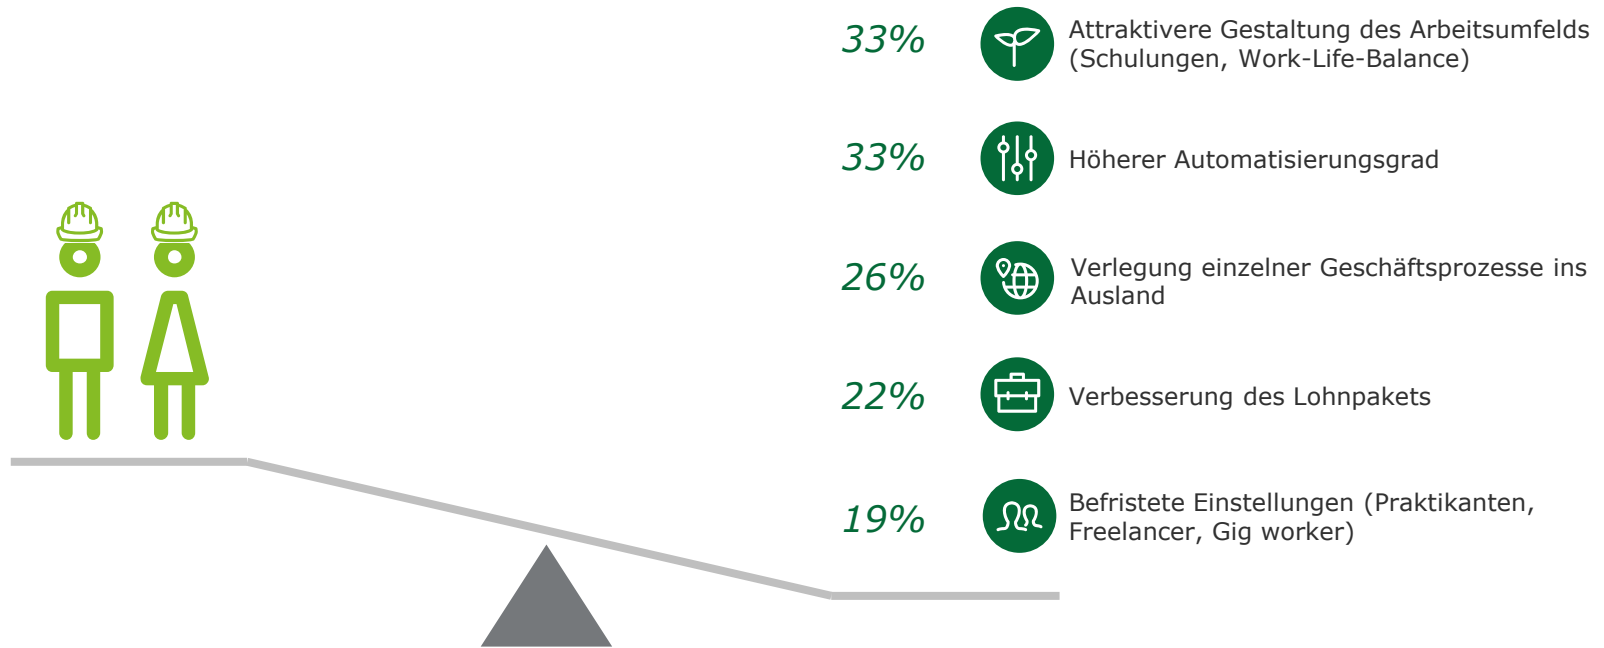 33%
Attraktivere Gestaltung des Arbeitsumfelds
(Schulungen, Work-Life-Balance)
33%
Höherer Automatisierungsgrad
26%
Verlegung einzelner Geschäftsprozesse ins
Ausland
22%
Verbesserung des Lohnpakets
19%
Befristete Einstellungen (Praktikanten,
Freelancer, Gig worker)